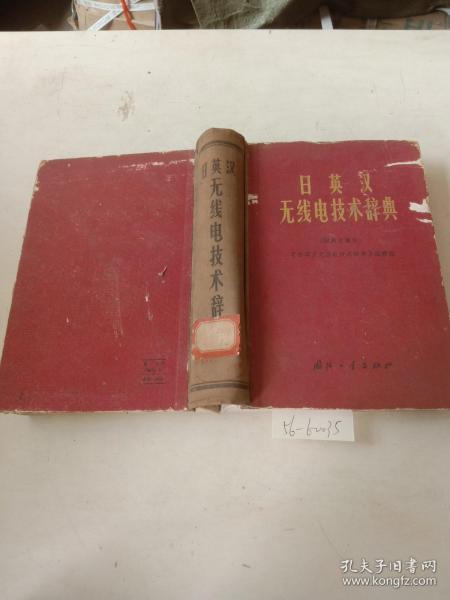 日英汉
无线电技术辞典
国防工业出版社
日英汉
无线电技术辞
56-62035
孔夫子旧书网
www.kongfz.com